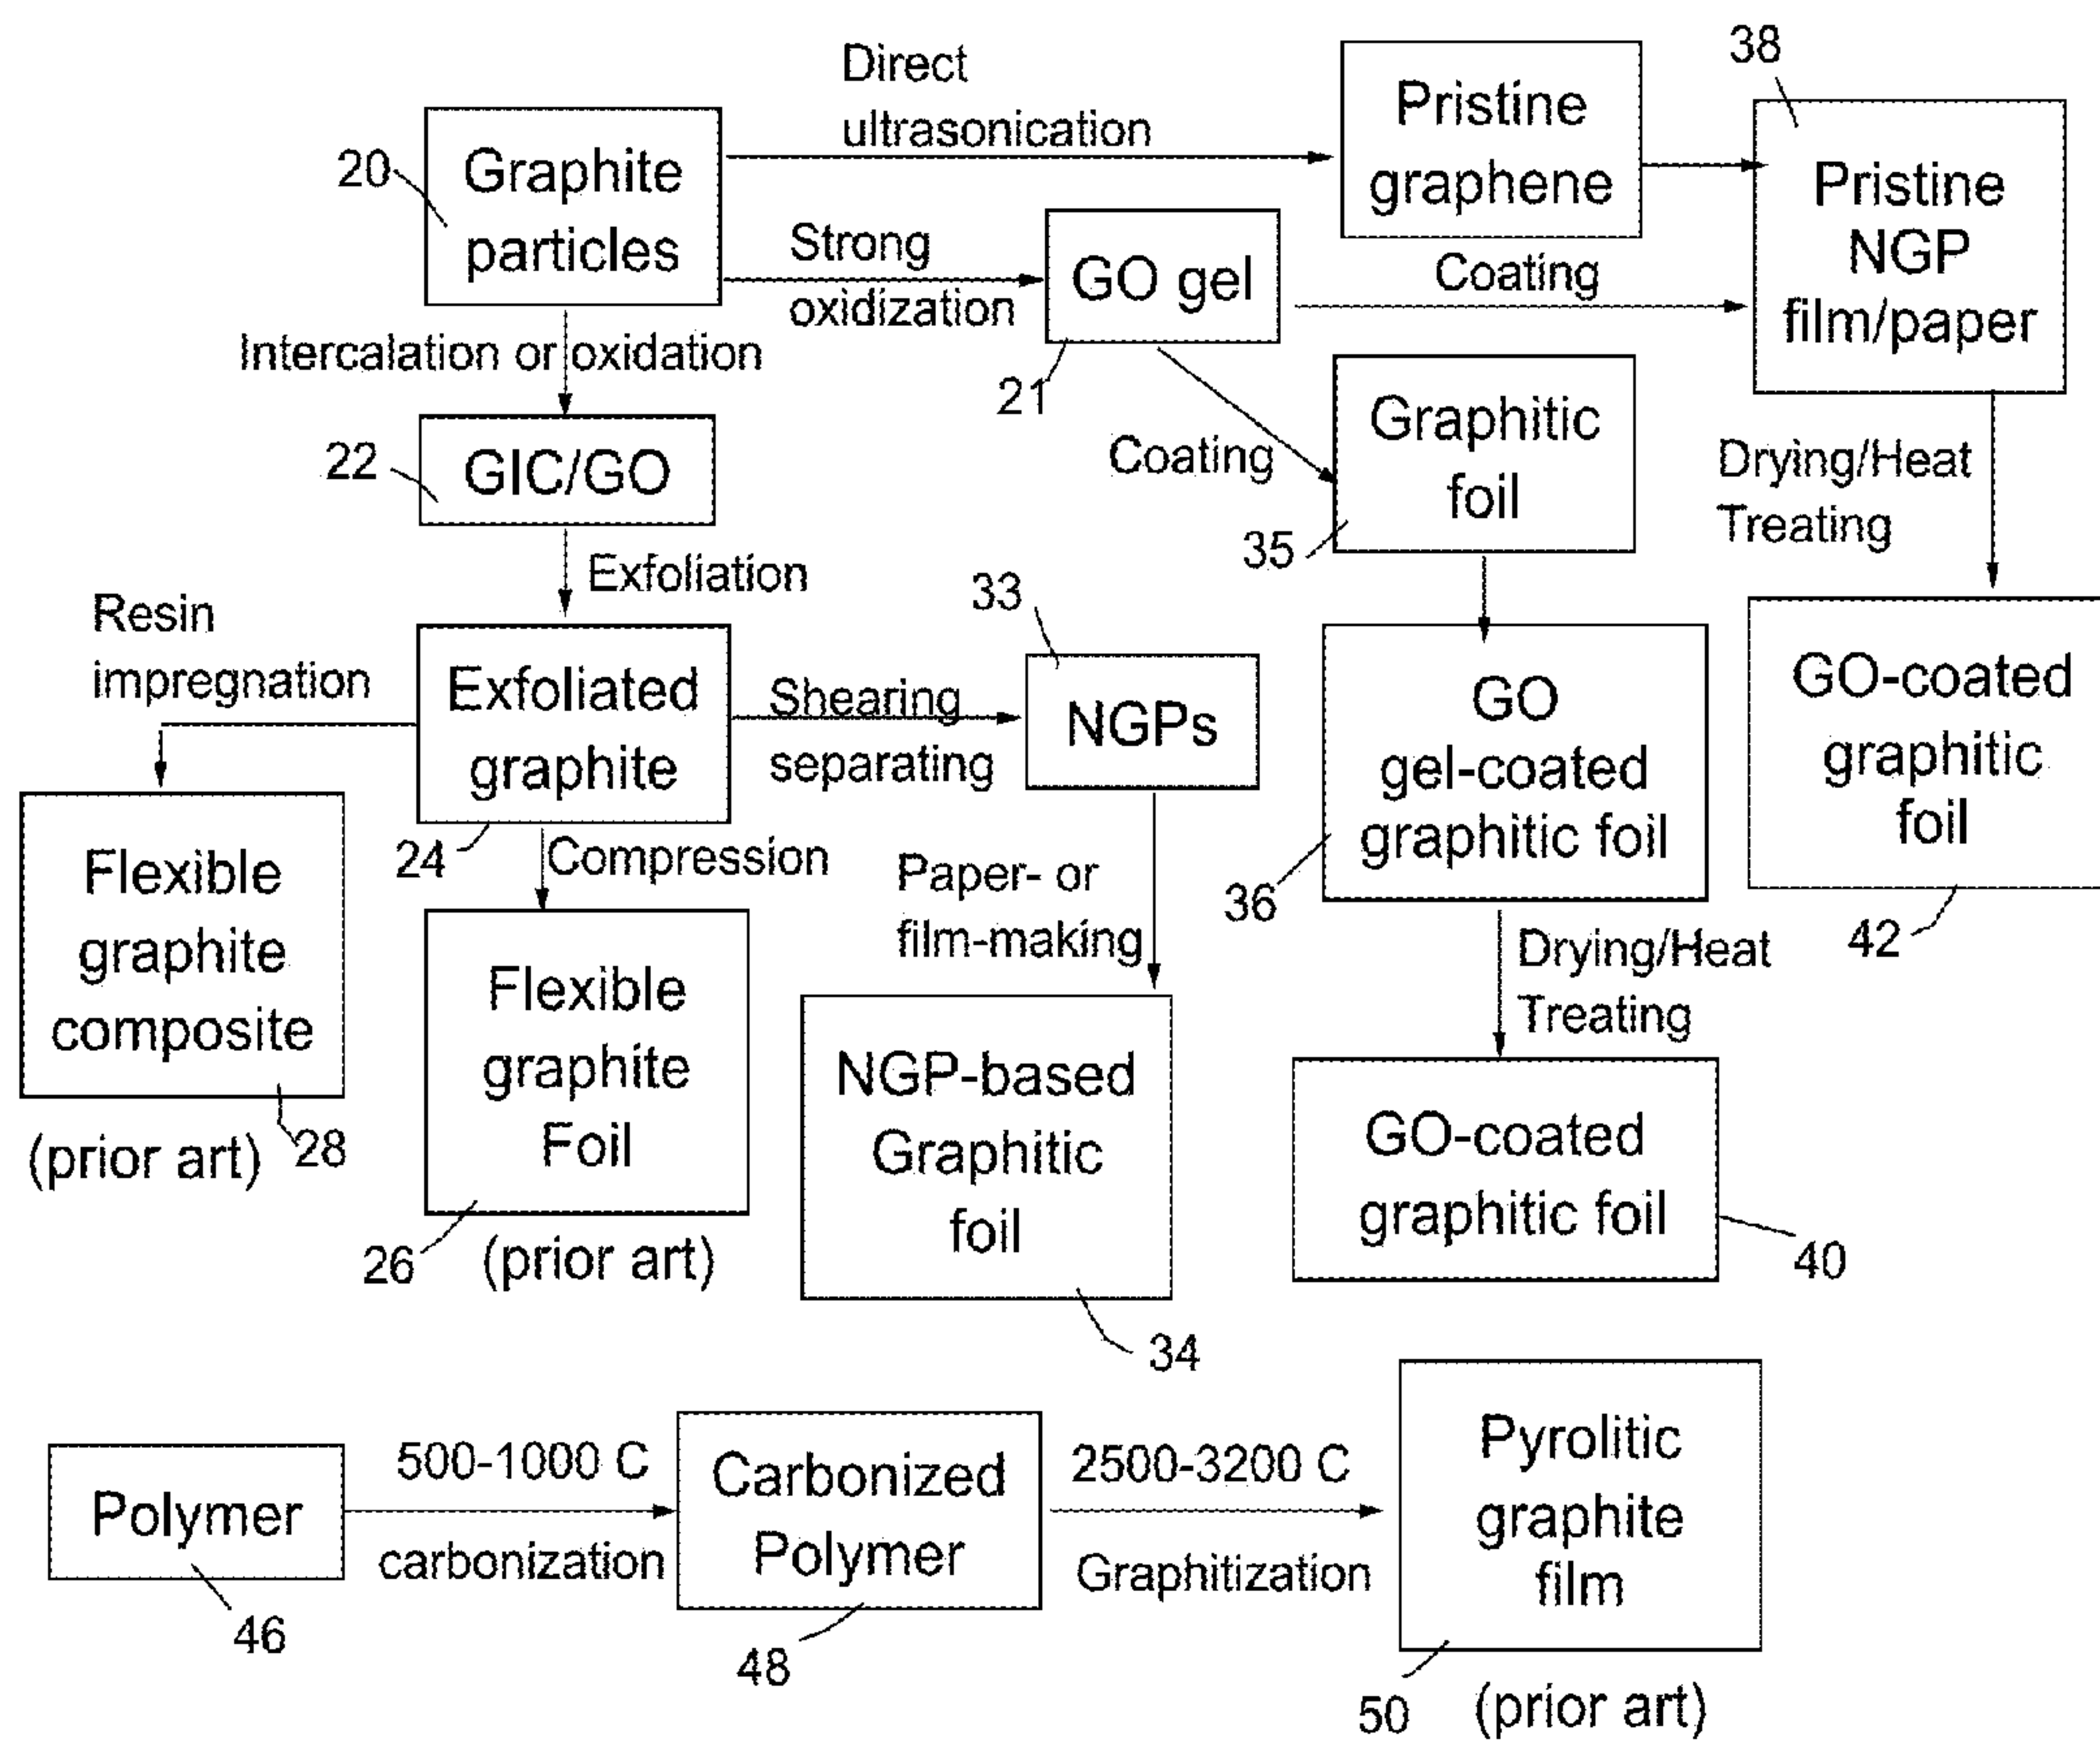 Direct
ultrasonication
Pristine
graphene
38
20
Graphite
particles
Pristine
NGP
film/paper
Strong
oxidization
GO gel
Coating
Intercalation or oxidation
21
Graphitic
foil
22
GIC/GO
Coating
Drying/Heat
Treating
35
Exfoliation
33
Resin
impregnation
Exfoliated
graphite
Shearing
separating
NGPs
GO
gel-coated
graphitic foil
GO-coated
graphitic
foil
24
Compression
Paper- or
film-making
36
42
Flexible
graphite
composite
Flexible
graphite
Foil
Drying/Heat
Treating
NGP-based
Graphitic
foil
GO-coated
graphitic foil
(prior art)
28
26
(prior art)
40
34
Polymer
500-1000 C
carbonization
Carbonized
Polymer
2500-3200 C
Graphitization
Pyrolitic
graphite
film
46
48
50
(prior art)